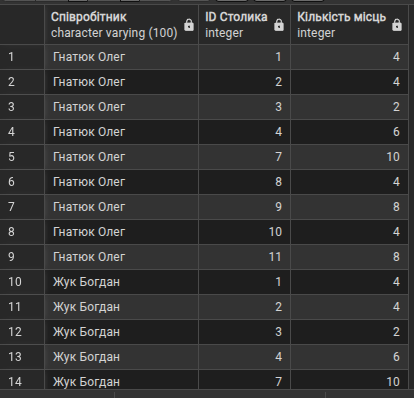 Співробітник ID Столика Кількість місць
character varying (100) integer integer
1 Гнатюк Олег 1 4
2 Гнатюк Олег 2 4
3 Гнатюк Олег 3 2
4 Гнатюк Олег 4 6
5 Гнатюк Олег 7 10
6 Гнатюк Олег 8 4
7 Гнатюк Олег 9 8
8 Гнатюк Олег 10 4
9 Гнатюк Олег 11 8
10 Жук Богдан 1 4
11 Жук Богдан 2 4
12 Жук Богдан 3 2
13 Жук Богдан 4 6
14 Жук Богдан 7 10